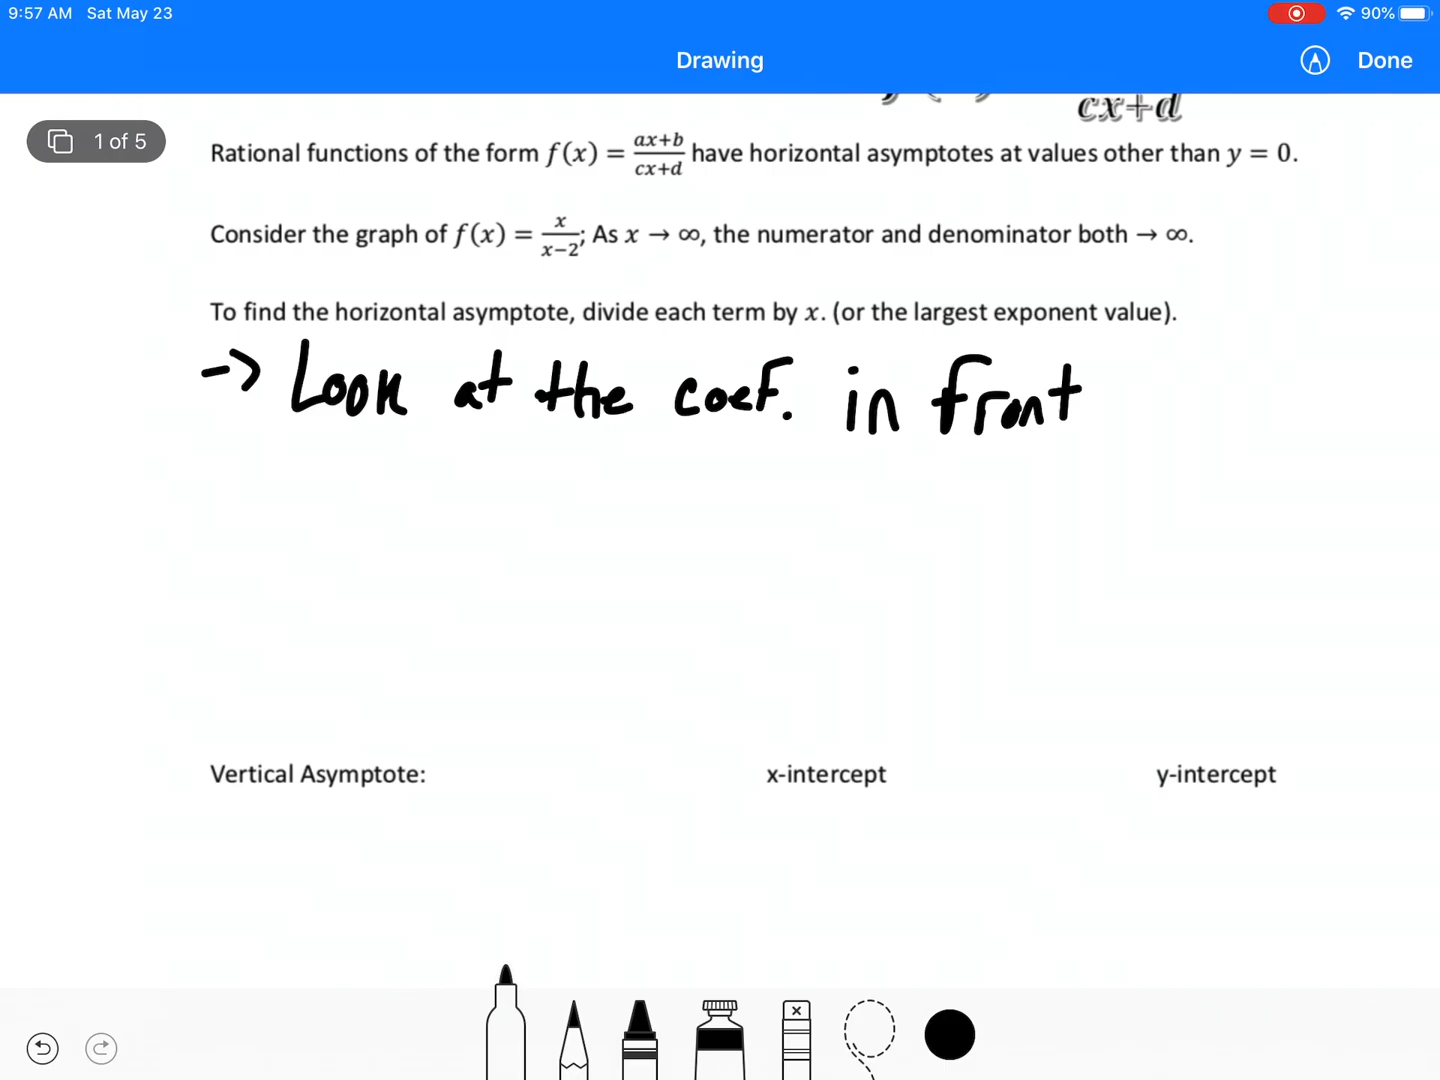 9:57 AM Sat May 23
90%
Drawing
Done
cx+d
1 of 5
Rational functions of the form f(x) = \frac{ax+b}{cx+d} have horizontal asymptotes at values other than y = 0.
Consider the graph of f(x) = \frac{x}{x−2}; As x → ∞, the numerator and denominator both → ∞.
To find the horizontal asymptote, divide each term by x. (or the largest exponent value).
-> Look at the coef. in front
Vertical Asymptote: x-intercept y-intercept